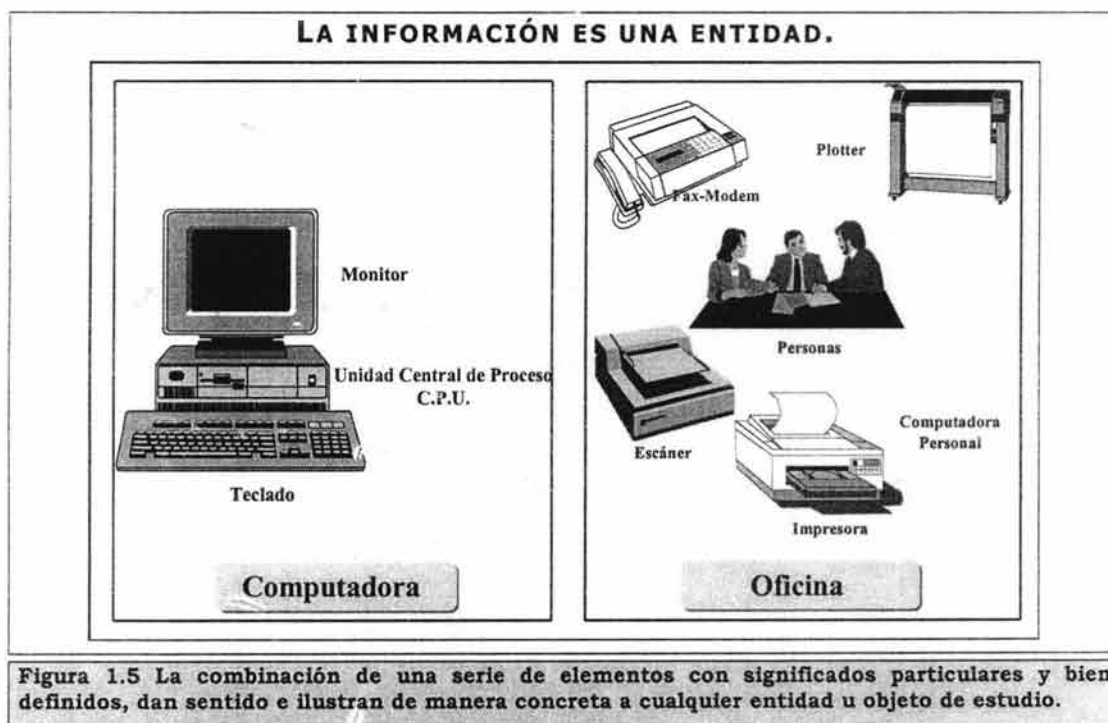 LA INFORMACIÓN ES UNA ENTIDAD.
Monitor
Unidad Central de Proceso
C.P.U.
Teclado
Computadora
Fax-Modem
Plotter
Personas
Escáner
Computadora
Personal
Impresora
Oficina
Figura 1.5 La combinación de una serie de elementos con significados particulares y bien
definidos, dan sentido e ilustran de manera concreta a cualquier entidad u objeto de estudio.